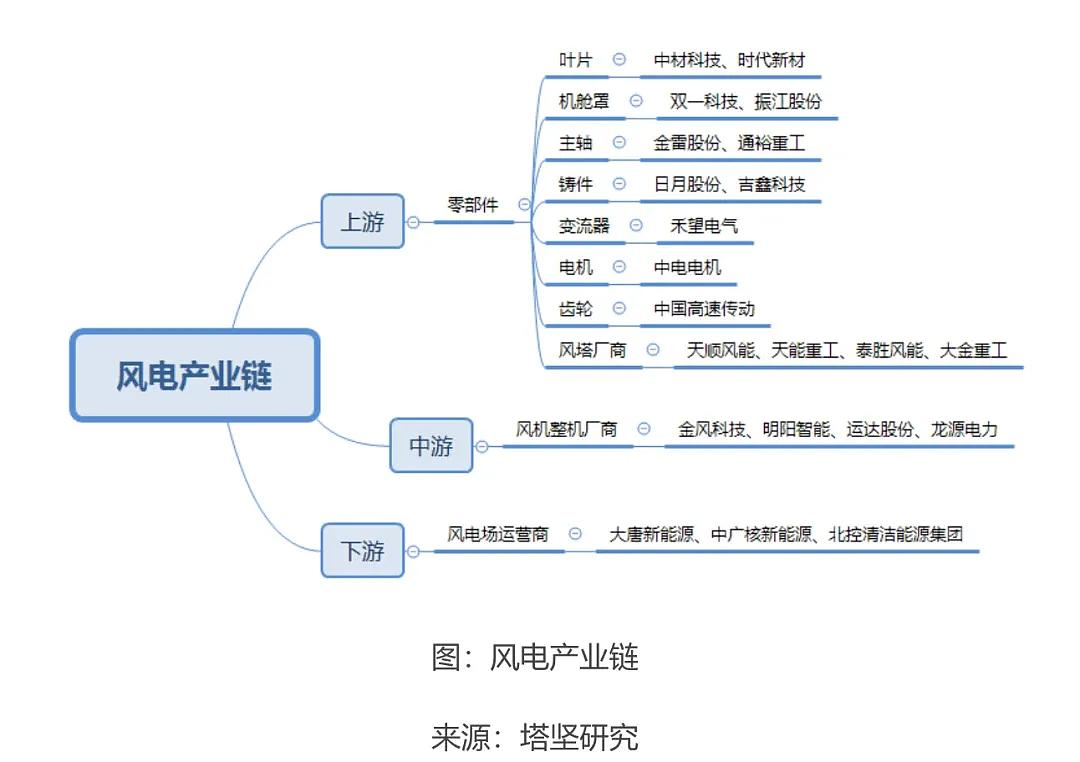 风电产业链
上游
零部件
叶片
中材科技、时代新材
机舱罩
双一科技、振江股份
主轴
金雷股份、通裕重工
铸件
日月股份、吉鑫科技
变流器
禾望电气
电机
中电电机
齿轮
中国高速传动
风塔厂商
天顺风能、天能重工、泰胜风能、大金重工
中游
风机整机厂商
金风科技、明阳智能、运达股份、龙源电力
下游
风电场运营商
大唐新能源、中广核新能源、北控清洁能源集团
图：风电产业链
来源：塔坚研究